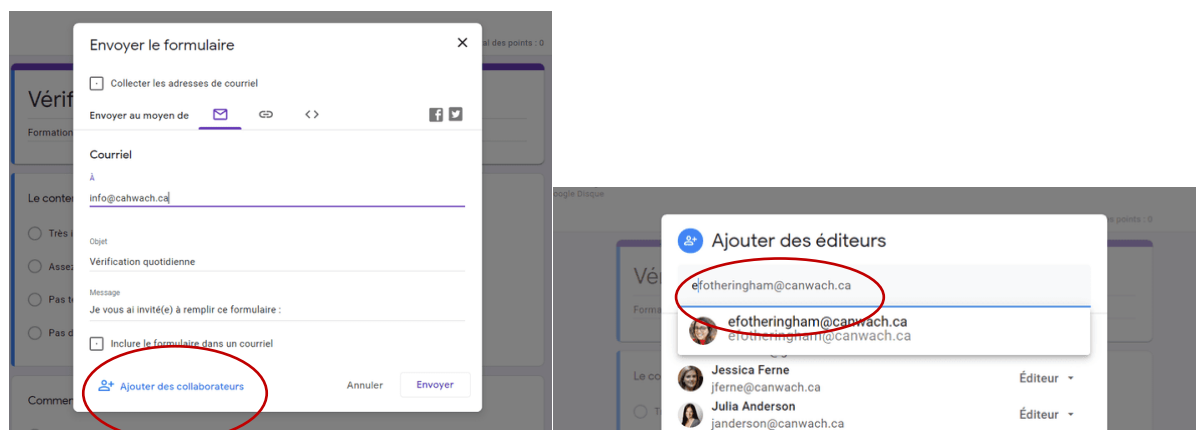 Envoyer le formulaire
al des points : 0
Collecter les adresses de courriel
Vérif
Envoyer au moyen de
Formation
Courriel
À
info@cahwach.ca
Le conte
Très i
Objet
Vérification quotidienne
Assez
Message
Je vous ai invité(e) à remplir ce formulaire :
Pas t
Pas d
Inclure le formulaire dans un courriel
Ajouter des collaborateurs
Annuler
Envoyer
Commen
oogle Disque
s points : 0
Ajouter des éditeurs
Vé
efotheringham@canwach.ca
Forma
efotheringham@canwach.ca
efotheringham@canwach.ca
Le co
Jessica Ferne
jferne@canwach.ca
Éditeur
T
Julia Anderson
janderson@canwach.ca
Éditeur